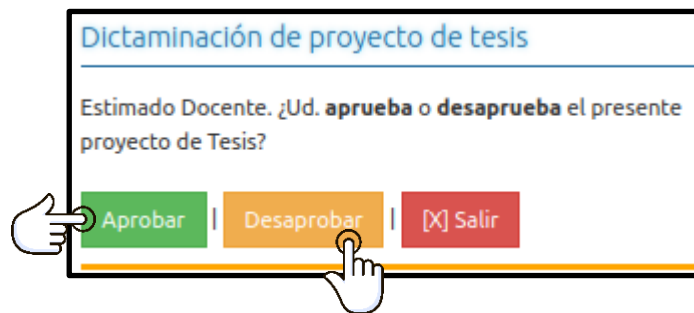 Dictaminación de proyecto de tesis
Estimado Docente. ¿Ud. aprueba o desaprueba el presente
proyecto de Tesis?
Aprobar | Desaprobar | [X] Salir